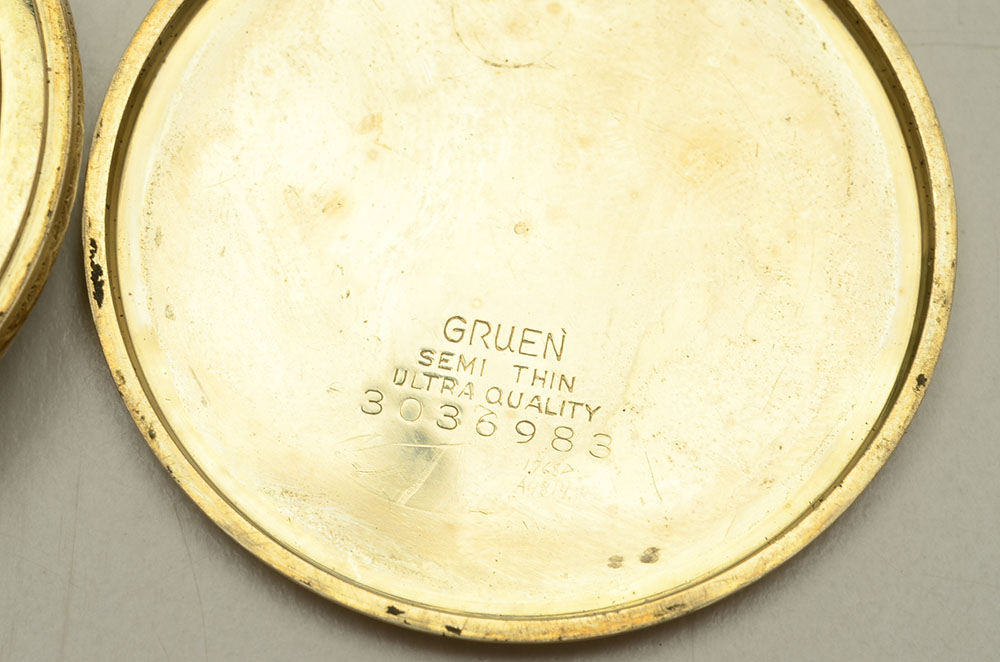 GRUEN
SEMI THIN
ULTRA QUALITY
3036983